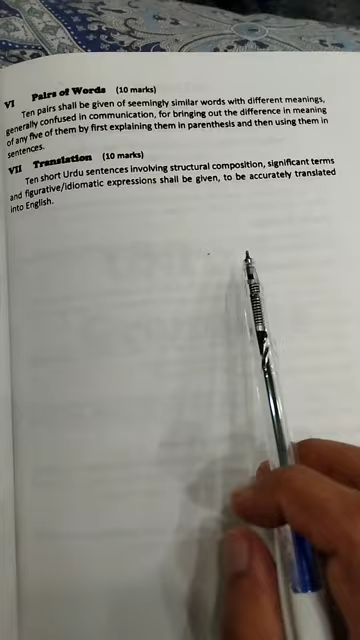 VI Pairs of Words (10 marks)
Ten pairs shall be given of seemingly similar words with different meanings,
generally confused in communication, for bringing out the difference in meaning
of any five of them by first explaining them in parenthesis and then using them in
sentences.
VII Translation (10 marks)
Ten short Urdu sentences involving structural composition, significant terms
and figurative/idiomatic expressions shall be given, to be accurately translated
into English.